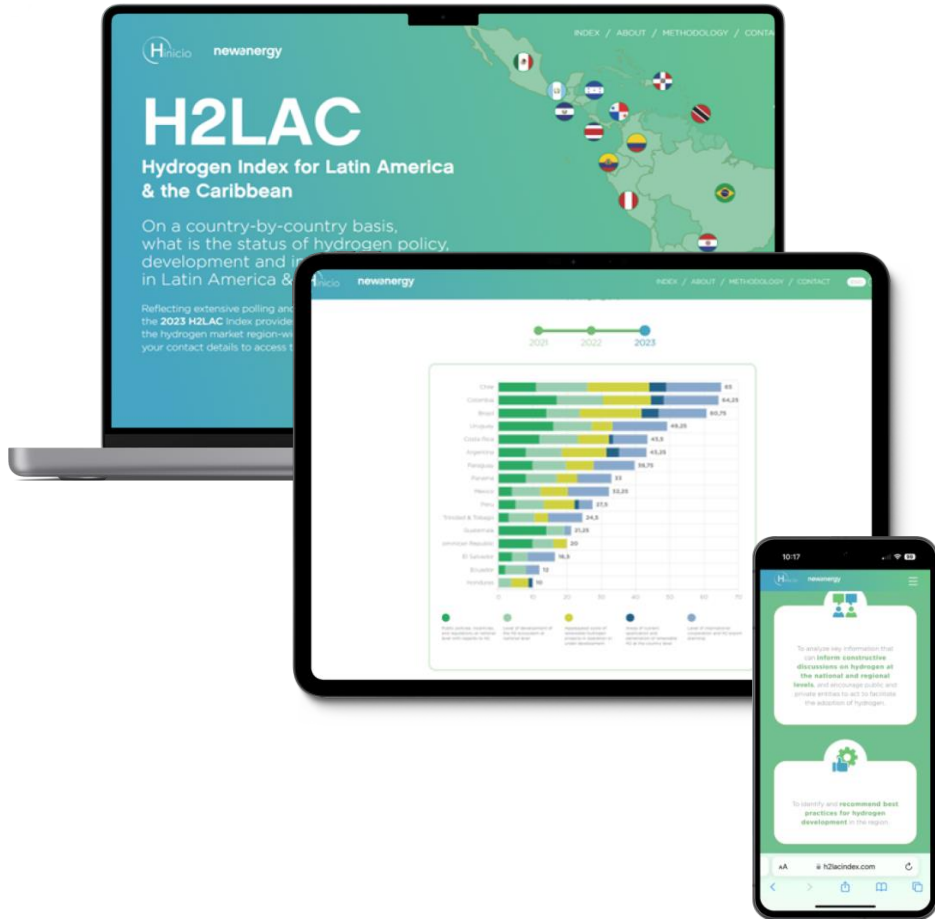 Hinicio
newenergy
INDEX / ABOUT / METHODOLOGY / CONTA
H2LAC
Hydrogen Index for Latin America
& the Caribbean
On a country-by-country basis,
what is the status of hydrogen policy,
development and in
in Latin America &
Reflecting extensive polling and
the 2023 H2LAC Index provide
the hydrogen market region-wi
your contact details to access t
Hinicio
newenergy
INDEX / ABOUT / METHODOLOGY / CONTACT
2021
2022
2023
Chile
65
Colombia
64,25
Brazil
60,75
Uruguay
49,25
Costa Rica
43,5
Argentina
43,25
Paraguay
39,75
Panama
33
Mexico
32,25
Peru
27,5
Trinidad & Tobago
24,5
Guatemala
21,25
Dominican Republic
20
El Salvador
16,5
Ecuador
12
Honduras
10
0 10 20 30 40 50 60 70
10:17
Hinicio
newenergy
To analyze key information that
can inform constructive
discussions on hydrogen at
the national and regional
levels, and encourage public and
private entities to act to facilitate
the adoption of hydrogen.
To identify and recommend best
practices for hydrogen
development in the region
AA
h2lacindex.com